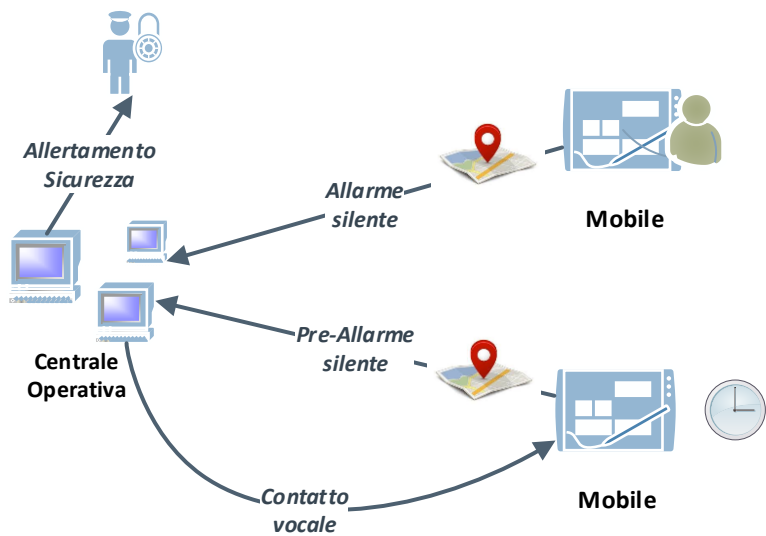 Allertamento
Sicurezza
Allarme
silente
Mobile
Pre-Allarme
silente
Centrale
Operativa
Contatto
vocale
Mobile